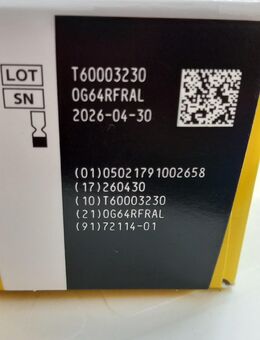 LOT T60003230
SN 0G64RFRAL
2026-04-30
(01)05021791002658
(17)260430
(10)T60003230
(21)0G64RFRAL
(91)72114-01